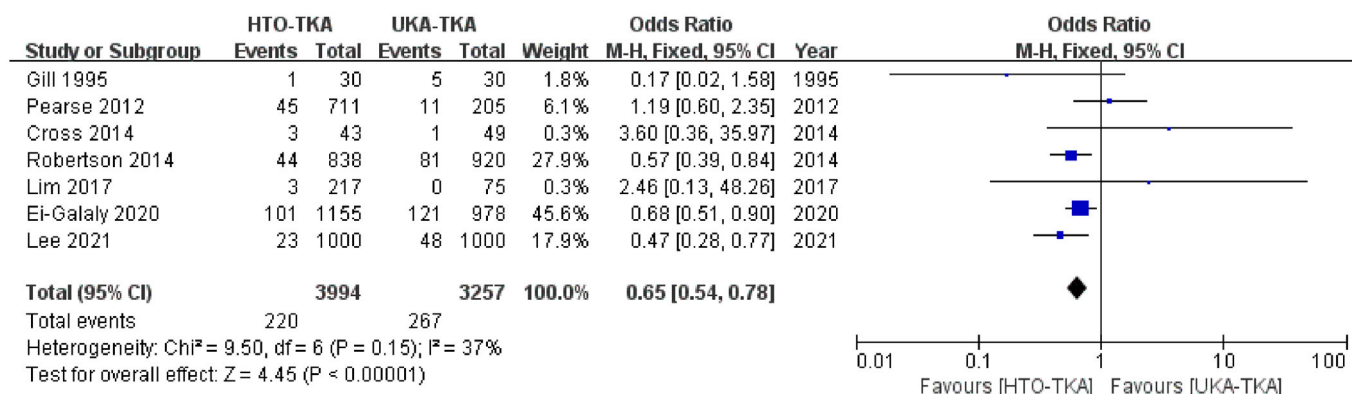 HTO-TKA UKA-TKA Odds Ratio Odds Ratio
Study or Subgroup Events Total Events Total Weight M-H, Fixed, 95% CI Year M-H, Fixed, 95% CI
Gill 1995 1 30 5 30 1.8% 0.17 [0.02, 1.58] 1995
Pearse 2012 45 711 11 205 6.1% 1.19 [0.60, 2.35] 2012
Cross 2014 3 43 1 49 0.3% 3.60 [0.36, 35.97] 2014
Robertson 2014 44 838 81 920 27.9% 0.57 [0.39, 0.84] 2014
Lim 2017 3 217 0 75 0.3% 2.46 [0.13, 48.26] 2017
Ei-Galaly 2020 101 1155 121 978 45.6% 0.68 [0.51, 0.90] 2020
Lee 2021 23 1000 48 1000 17.9% 0.47 [0.28, 0.77] 2021
Total (95% CI) 3994 3257 100.0% 0.65 [0.54, 0.78]
Total events 220 267
Heterogeneity: Chi² = 9.50, df = 6 (P = 0.15); I² = 37%
Test for overall effect: Z = 4.45 (P < 0.00001)
0.01 0.1 1 10 100
Favours [HTO-TKA] Favours [UKA-TKA]